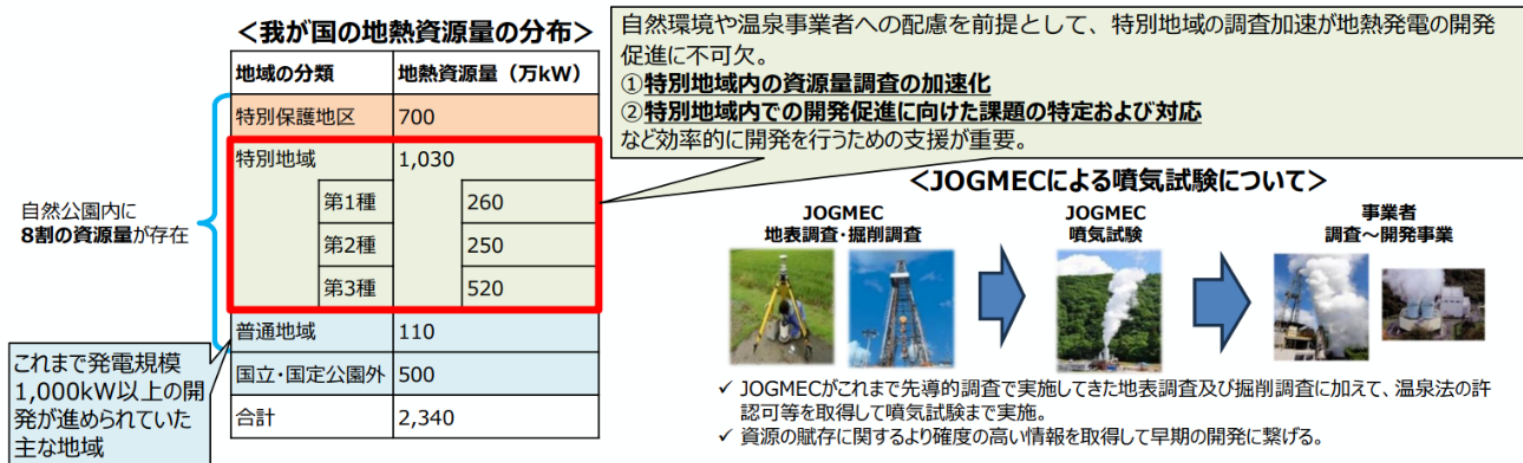 <我が国の地熱資源量の分布>
地域の分類 地熱資源量（万kW）
特別保護地区 700
特別地域 1,030
第1種 260
第2種 250
第3種 520
普通地域 110
国立・国定公園外 500
合計 2,340
自然公園内に
8割の資源量が存在
これまで発電規模
1,000kW以上の開
発が進められていた
主な地域
自然環境や温泉事業者への配慮を前提として、特別地域の調査加速が地熱発電の開発
促進に不可欠。
①特別地域内の資源量調査の加速化
②特別地域内での開発促進に向けた課題の特定および対応
など効率的に開発を行うための支援が重要。
<JOGMECによる噴気試験について>
JOGMEC
地表調査・掘削調査
JOGMEC
噴気試験
事業者
調査～開発事業
✓ JOGMECがこれまで先導的調査で実施してきた地表調査及び掘削調査に加えて、温泉法の許
認可等を取得して噴気試験まで実施。
✓ 資源の賦存に関するより確度の高い情報を取得して早期の開発に繋げる。